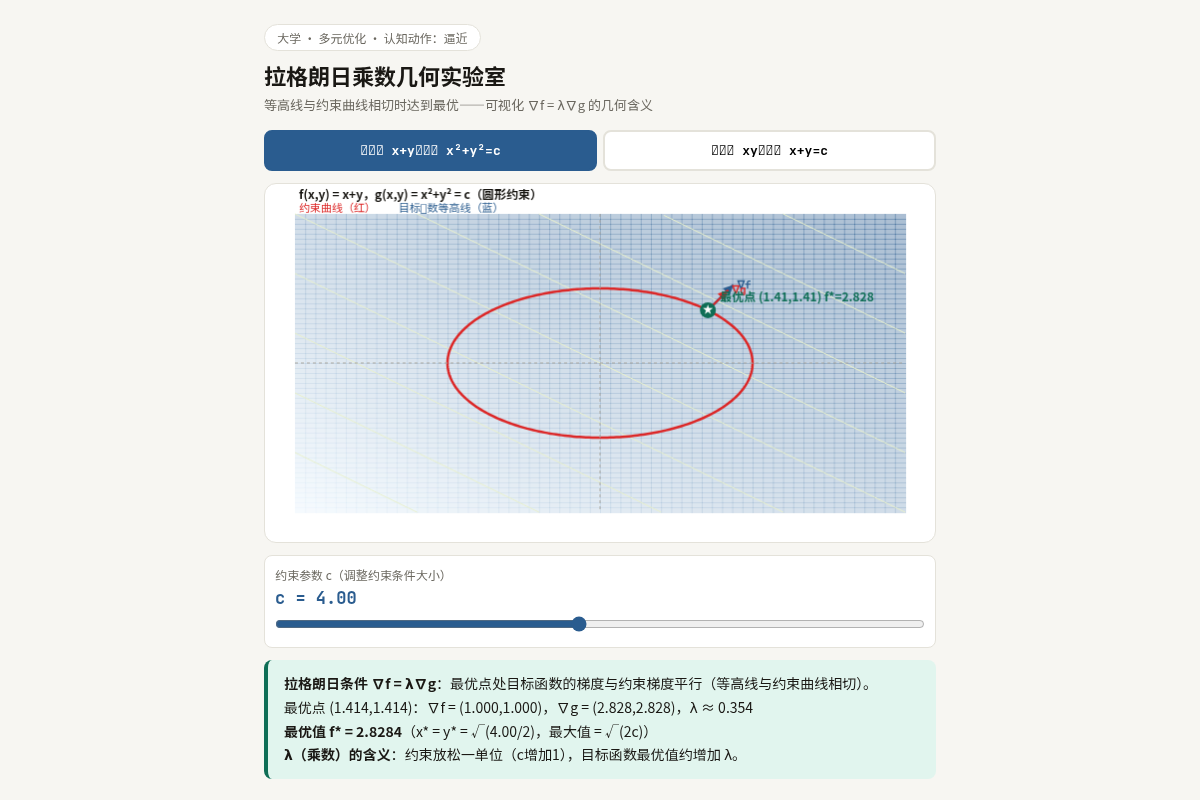 大学 · 多元优化 · 认知动作：逼近
拉格朗日乘数几何实验室
等高线与约束曲线相切时达到最优——可视化 ∇f = λ∇g 的几何含义
x+y x²+y²=c
xy x+y=c
f(x,y) = x+y，g(x,y) = x²+y² = c（圆形约束）
约束曲线（红） 目标数等高线（蓝）
∇f
∇g
最优点 (1.41,1.41) f*=2.828
约束参数 c（调整约束条件大小）
c = 4.00
拉格朗日条件 ∇f = λ∇g：最优点处目标函数的梯度与约束梯度平行（等高线与约束曲线相切）。
最优点 (1.414,1.414)：∇f = (1.000,1.000)，∇g = (2.828,2.828)，λ ≈ 0.354
最优值 f* = 2.8284（x* = y* = √(4.00/2)，最大值 = √(2c)）
λ（乘数）的含义：约束放松一单位（c增加1），目标函数最优值约增加 λ。